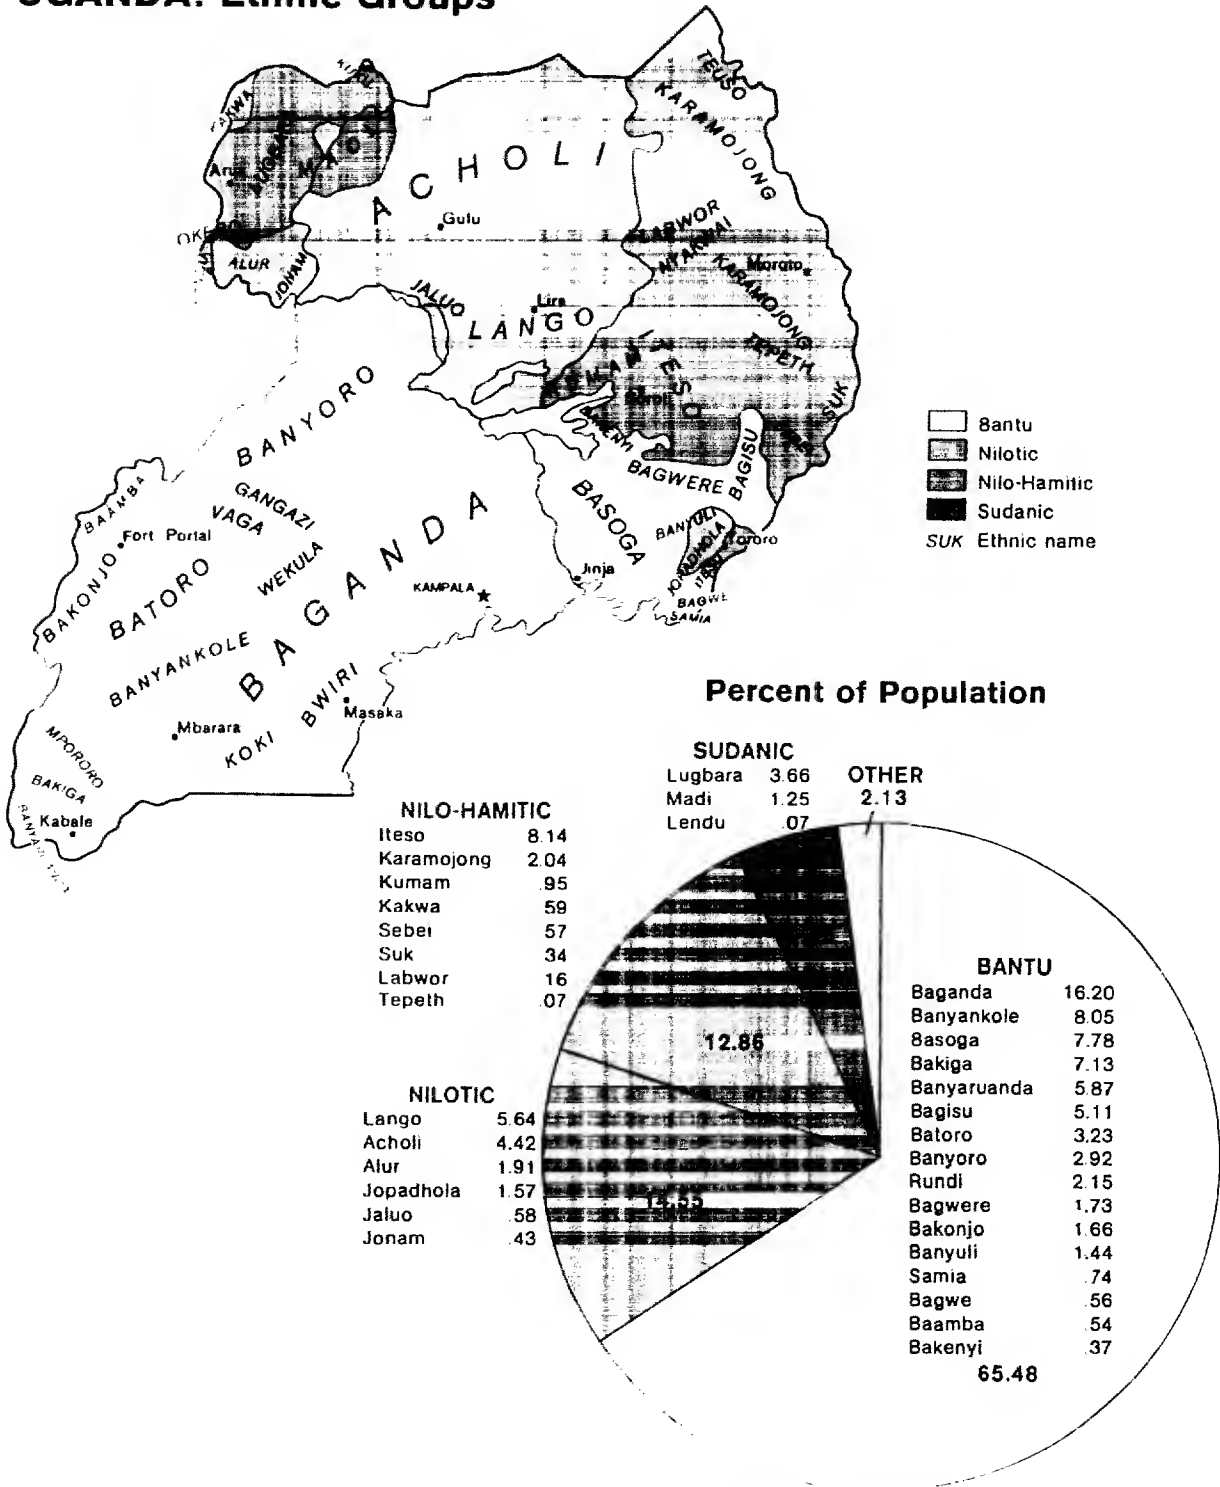 UGANDA: Ethnic Groups
TEUSO
KARAMOJONG
MADI
ACHOLI
Gulu
LABWOR
NYAKWAI
KARAMOJONG
Moroto
ALUR
JONAM
JALUO
Lira
LANGO
TEPETH
KUMAM
ITESO
Soroti
SUK
BANYORO
BAGWERE
BAGISU
BAAMBA
GANGAZI
VAGA
Fort Portal
BASOGA
BANYULI
JOPADHOLA
Tororo
ITESO
BAKONJO
BATORO
WEKULA
BAGANDA
KAMPALA
Jinja
BAGWE
SAMIA
BANYANKOLE
BWIRI
Masaka
Mbarara
KOKI
MPORORO
BAKIGA
Kabale
Bantu
Nilotic
Nilo-Hamitic
Sudanic
SUK Ethnic name
Percent of Population
SUDANIC
Lugbara 3.66
Madi 1.25
Lendu .07
OTHER
2.13
NILO-HAMITIC
Iteso 8.14
Karamojong 2.04
Kumam .95
Kakwa 59
Sebei 57
Suk 34
Labwor 16
Tepeth .07
12.86
NILOTIC
Lango 5.64
Acholi 4.42
Alur 1.91
Jopadhola 1.57
Jaluo .58
Jonam .43
14.55
BANTU
Baganda 16.20
Banyankole 8.05
Basoga 7.78
Bakiga 7.13
Banyaruanda 5.87
Bagisu 5.11
Batoro 3.23
Banyoro 2.92
Rundi 2.15
Bagwere 1.73
Bakonjo 1.66
Banyuli 1.44
Samia .74
Bagwe .56
Baamba .54
Bakenyi .37
65.48